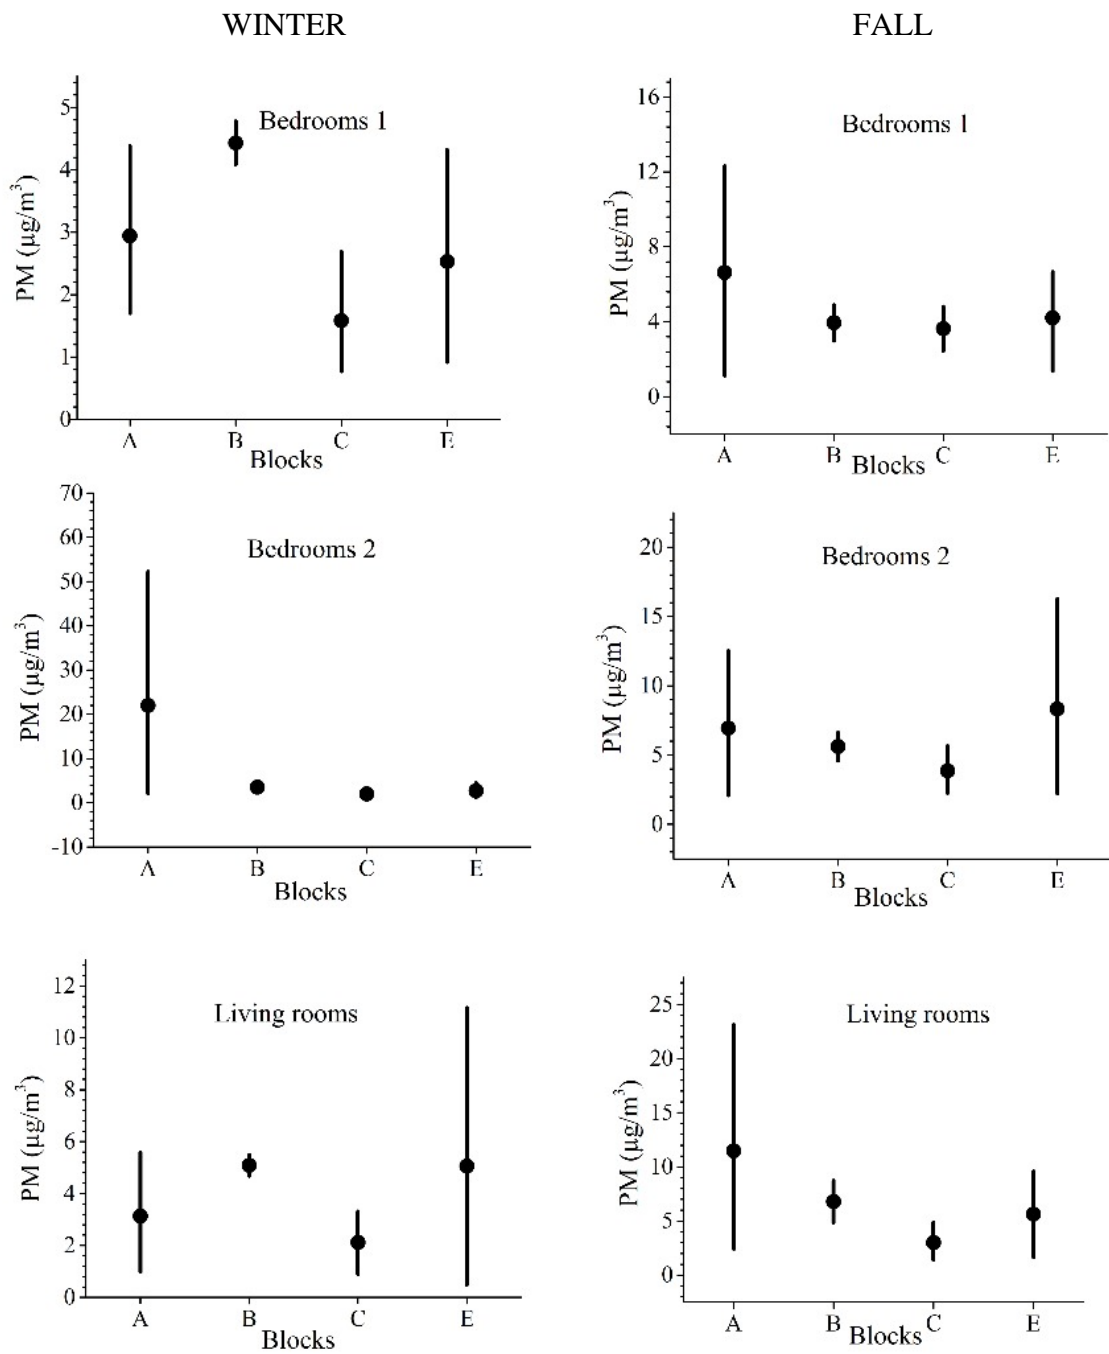 WINTER
FALL
Bedrooms 1
PM (µg/m³)
5
4
3
2
1
0
A B C E
Blocks
Bedrooms 1
PM (µg/m³)
16
12
8
4
0
A B C E
Blocks
Bedrooms 2
PM (µg/m³)
70
60
50
40
30
20
10
0
-10
A B C E
Blocks
Bedrooms 2
PM (µg/m³)
20
15
10
5
0
A B C E
Blocks
Living rooms
PM (µg/m³)
12
10
8
6
4
2
0
A B C E
Blocks
Living rooms
PM (µg/m³)
25
20
15
10
5
0
A B C E
Blocks